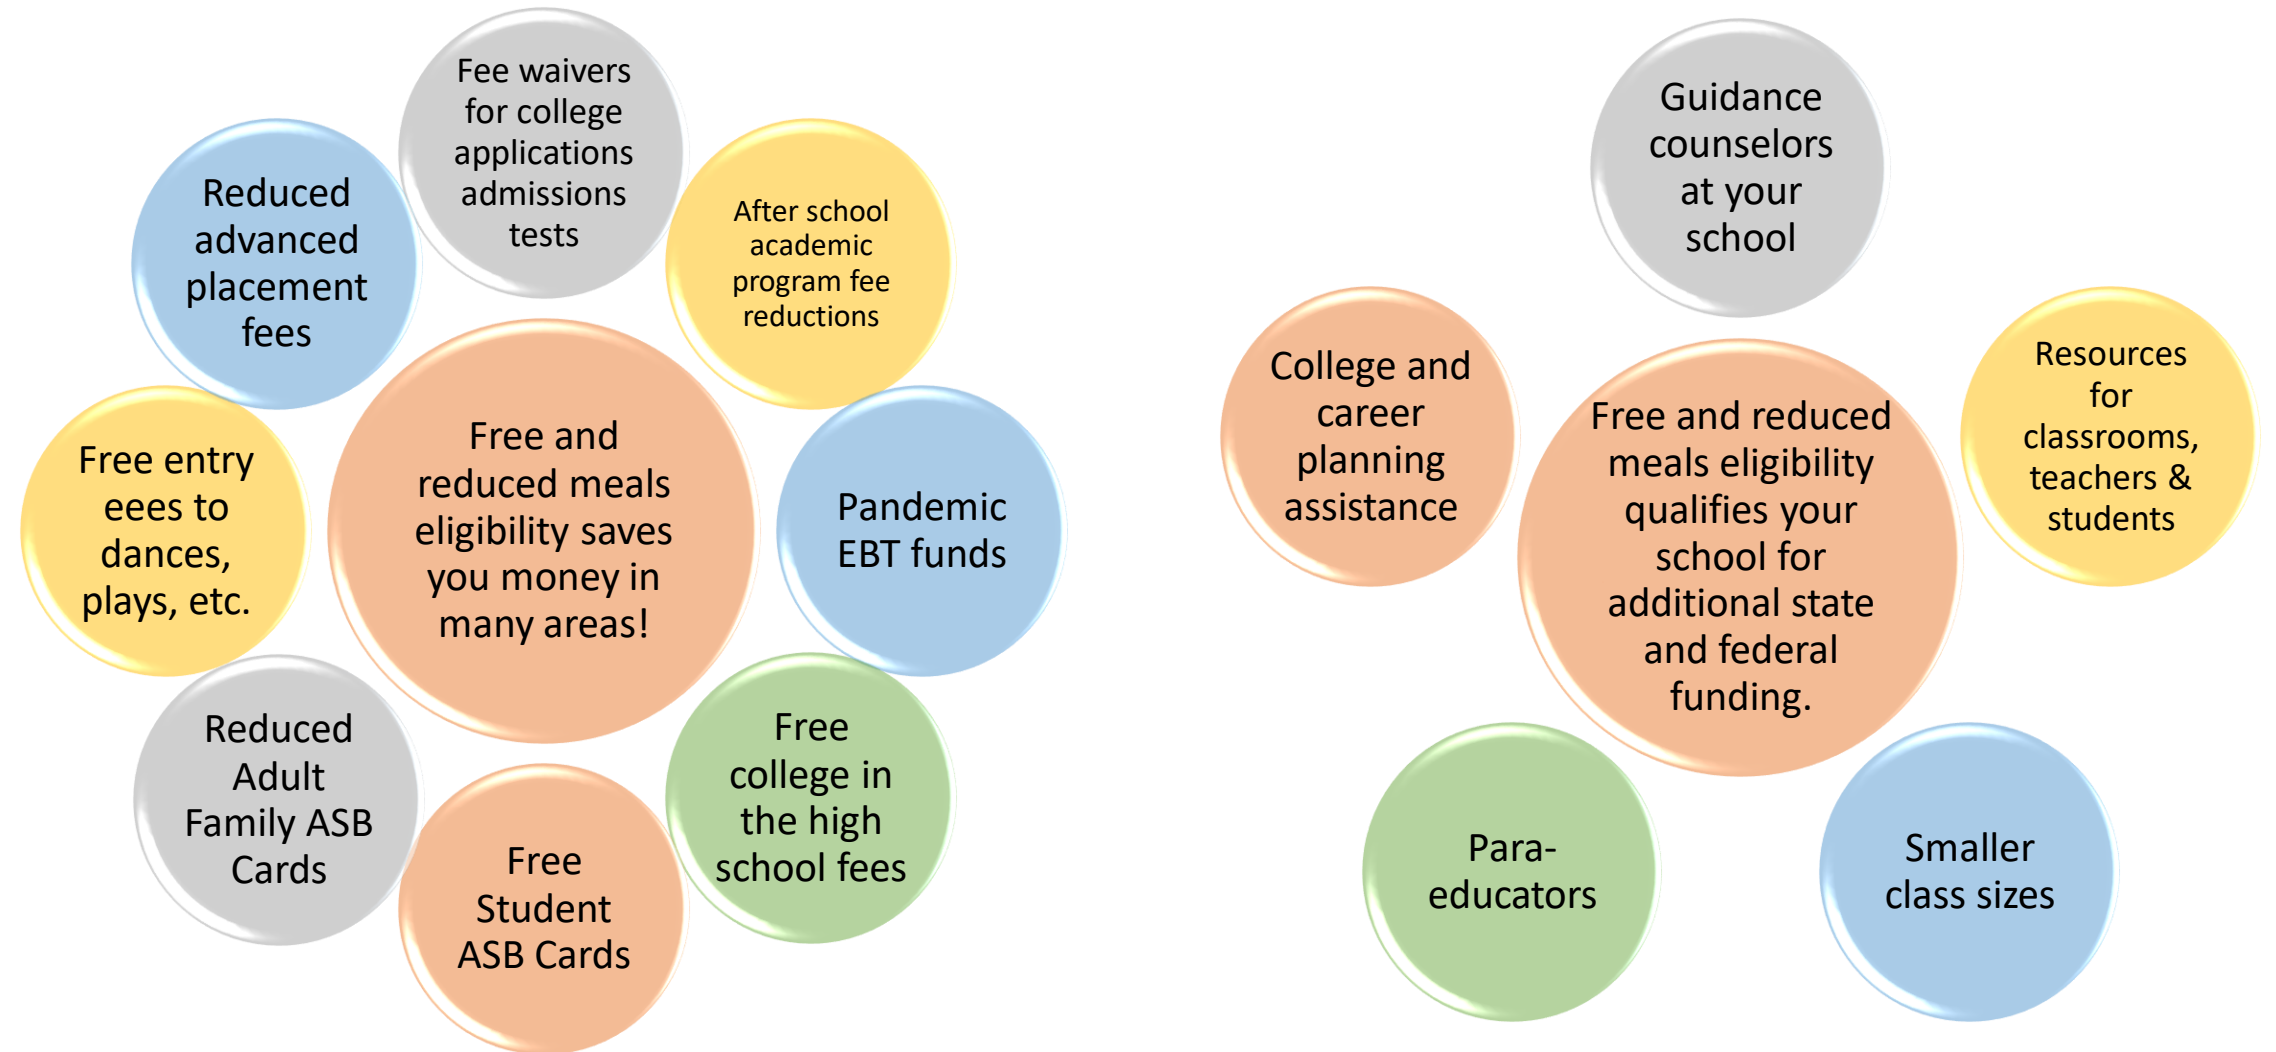 Fee waivers
for college
applications
admissions
tests
After school
academic
program fee
reductions
Pandemic
EBT funds
Free
college in
the high
school fees
Free
Student
ASB Cards
Reduced
Adult
Family ASB
Cards
Free entry
eees to
dances,
plays, etc.
Reduced
advanced
placement
fees
Free and
reduced meals
eligibility saves
you money in
many areas!
Guidance
counselors
at your
school
Resources
for
classrooms,
teachers &
students
Smaller
class sizes
Para-
educators
College and
career
planning
assistance
Free and reduced
meals eligibility
qualifies your
school for
additional state
and federal
funding.